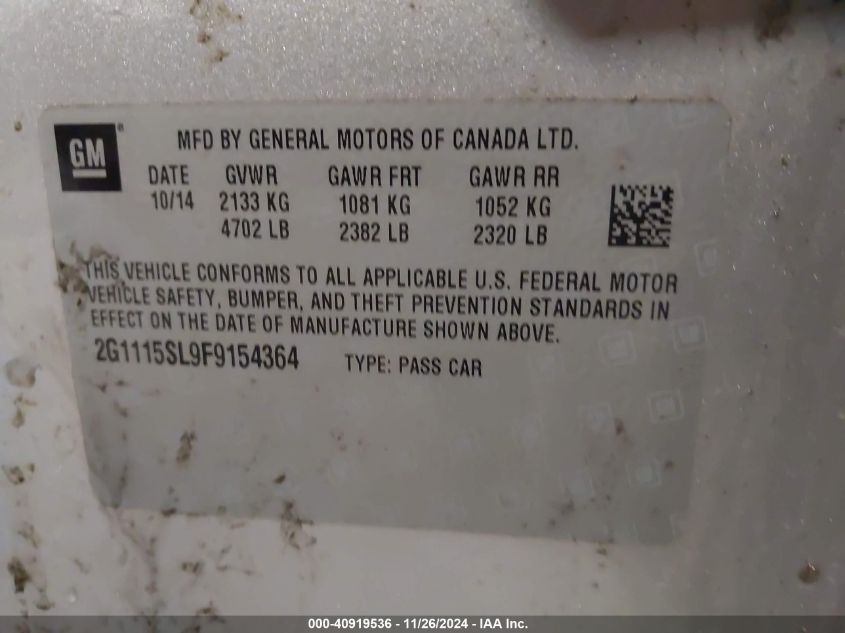 GM®
MFD BY GENERAL MOTORS OF CANADA LTD.
DATE GVWR GAWR FRT GAWR RR
10/14 2133 KG 1081 KG 1052 KG
4702 LB 2382 LB 2320 LB
THIS VEHICLE CONFORMS TO ALL APPLICABLE U.S. FEDERAL MOTOR
VEHICLE SAFETY, BUMPER, AND THEFT PREVENTION STANDARDS IN
EFFECT ON THE DATE OF MANUFACTURE SHOWN ABOVE.
2G1115SL9F9154364 TYPE: PASS CAR
000-40919536 - 11/26/2024 - IAA Inc.